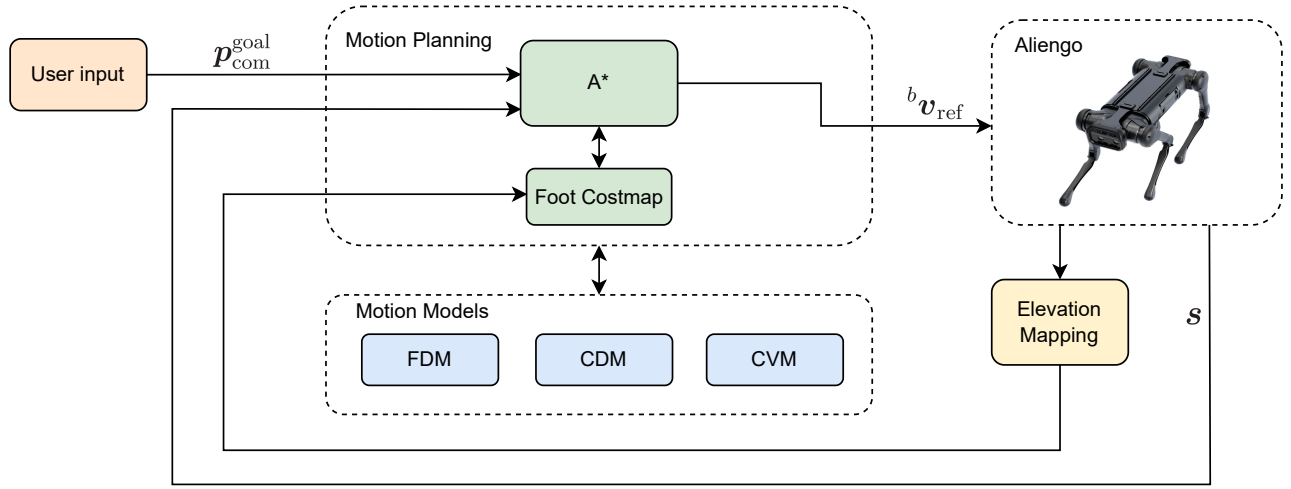 User input
p_com^goal
Motion Planning
A*
Foot Costmap
^b v_ref
Aliengo
Elevation
Mapping
s
Motion Models
FDM
CDM
CVM